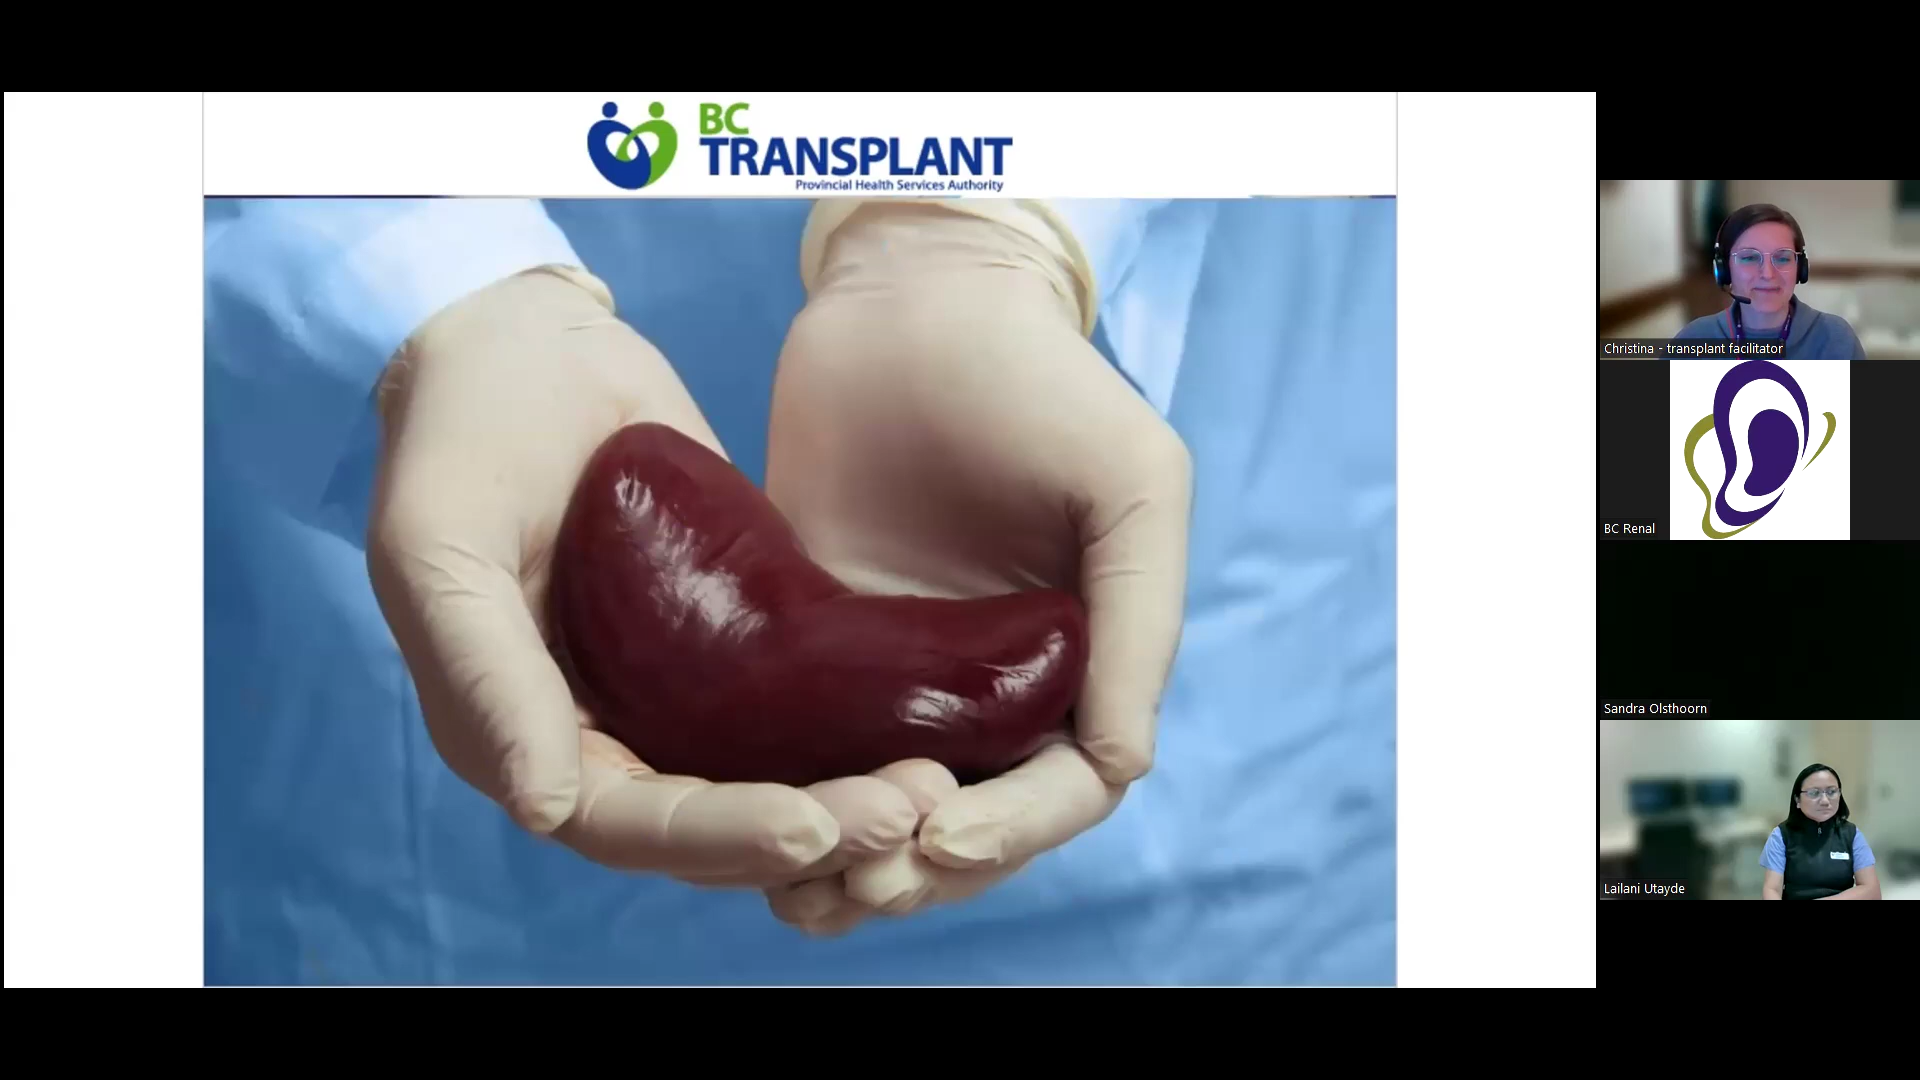 BC
TRANSPLANT
Provincial Health Services Authority
Christina - transplant facilitator
BC Renal
Sandra Olsthoorn
Lailani Utayde